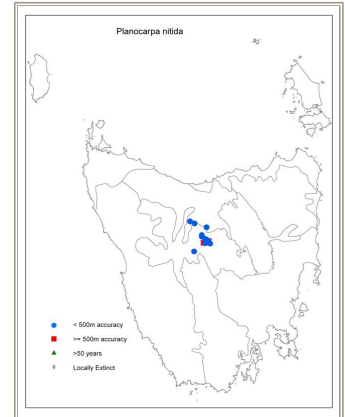 Planocarpa nitida
< 500m accuracy
>= 500m accuracy
>50 years
Locally Extinct